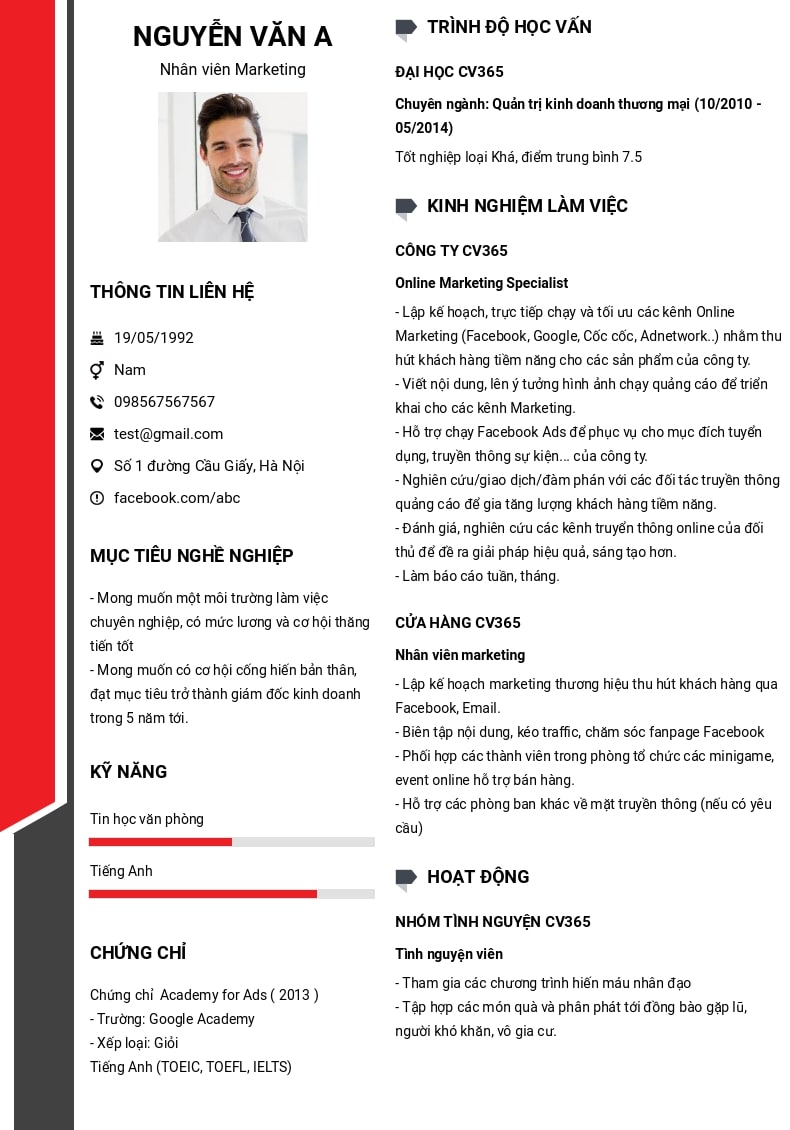 NGUYỄN VĂN A
Nhân viên Marketing
THÔNG TIN LIÊN HỆ
19/05/1992
Nam
098567567567
test@gmail.com
Số 1 đường Cầu Giấy, Hà Nội
facebook.com/abc
MỤC TIÊU NGHỀ NGHIỆP
- Mong muốn một môi trường làm việc
chuyên nghiệp, có mức lương và cơ hội thăng
tiến tốt
- Mong muốn có cơ hội cống hiến bản thân,
đạt mục tiêu trở thành giám đốc kinh doanh
trong 5 năm tới.
KỸ NĂNG
Tin học văn phòng
Tiếng Anh
CHỨNG CHỈ
Chứng chỉ Academy for Ads ( 2013 )
- Trường: Google Academy
- Xếp loại: Giỏi
Tiếng Anh (TOEIC, TOEFL, IELTS)
TRÌNH ĐỘ HỌC VẤN
ĐẠI HỌC CV365
Chuyên ngành: Quản trị kinh doanh thương mại (10/2010 -
05/2014)
Tốt nghiệp loại Khá, điểm trung bình 7.5
KINH NGHIỆM LÀM VIỆC
CÔNG TY CV365
Online Marketing Specialist
- Lập kế hoạch, trực tiếp chạy và tối ưu các kênh Online
Marketing (Facebook, Google, Cốc cốc, Adnetwork..) nhằm thu
hút khách hàng tiềm năng cho các sản phẩm của công ty.
- Viết nội dung, lên ý tưởng hình ảnh chạy quảng cáo để triển
khai cho các kênh Marketing.
- Hỗ trợ chạy Facebook Ads để phục vụ cho mục đích tuyển
dụng, truyền thông sự kiện... của công ty.
- Nghiên cứu/giao dịch/đàm phán với các đối tác truyền thông
quảng cáo để gia tăng lượng khách hàng tiềm năng.
- Đánh giá, nghiên cứu các kênh truyển thông online của đối
thủ để đề ra giải pháp hiệu quả, sáng tạo hơn.
- Làm báo cáo tuần, tháng.
CỬA HÀNG CV365
Nhân viên marketing
- Lập kế hoạch marketing thương hiệu thu hút khách hàng qua
Facebook, Email.
- Biên tập nội dung, kéo traffic, chăm sóc fanpage Facebook
- Phối hợp các thành viên trong phòng tổ chức các minigame,
event online hỗ trợ bán hàng.
- Hỗ trợ các phòng ban khác về mặt truyền thông (nếu có yêu
cầu)
HOẠT ĐỘNG
NHÓM TÌNH NGUYỆN CV365
Tình nguyện viên
- Tham gia các chương trình hiến máu nhân đạo
- Tập hợp các món quà và phân phát tới đồng bào gặp lũ,
người khó khăn, vô gia cư.